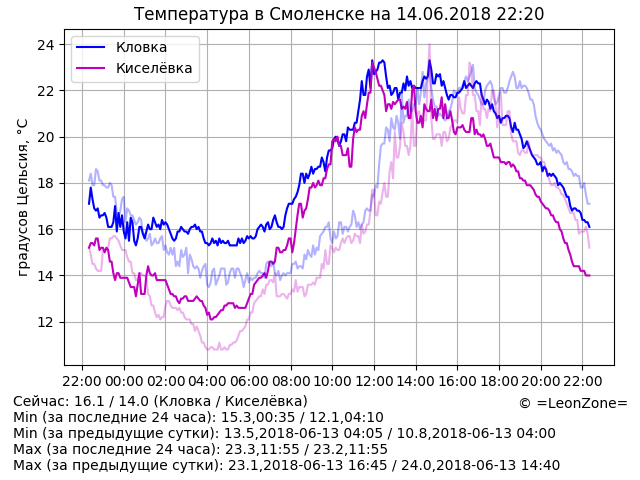 Температура в Смоленске на 14.06.2018 22:20
Кловка
Киселёвка
градусов Цельсия, °C
24
22
20
18
16
14
12
22:00 00:00 02:00 04:00 06:00 08:00 10:00 12:00 14:00 16:00 18:00 20:00 22:00
Сейчас: 16.1 / 14.0 (Кловка / Киселёвка)
© =LeonZone=
Min (за последние 24 часа): 15.3,00:35 / 12.1,04:10
Min (за предыдущие сутки): 13.5,2018-06-13 04:05 / 10.8,2018-06-13 04:00
Max (за последние 24 часа): 23.3,11:55 / 23.2,11:55
Max (за предыдущие сутки): 23.1,2018-06-13 16:45 / 24.0,2018-06-13 14:40